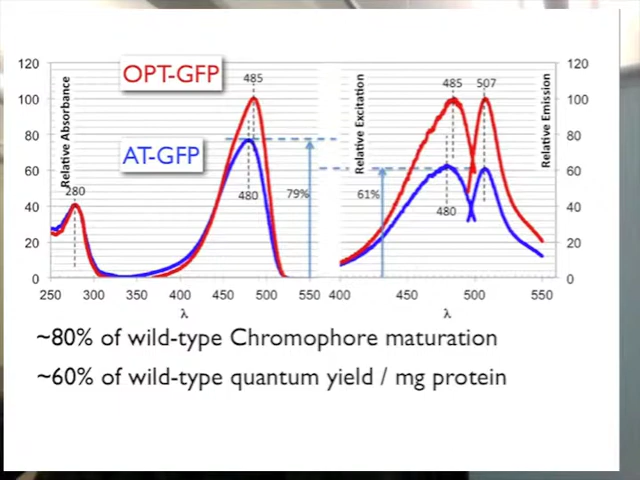 OPT-GFP
AT-GFP
Relative Absorbance
120
100
80
60
40
20
0
280
485
480
79%
250 300 350 400 450 500 550
λ
Relative Excitation
485 507
480
61%
Relative Emission
120
100
80
60
40
20
0
400 450 500 550
λ
~80% of wild-type Chromophore maturation
~60% of wild-type quantum yield / mg protein